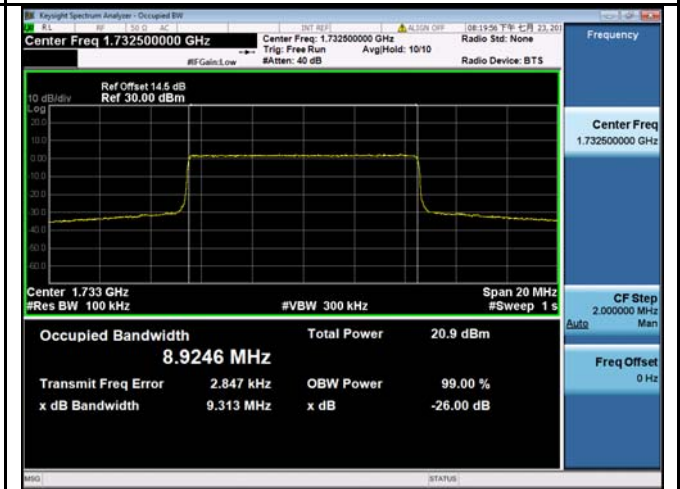 Keysight Spectrum Analyzer - Occupied BW
RL RF 50 Ω AC INT REF ALIGN OFF 08:19:56 下午 七月 23, 201
Center Freq 1.732500000 GHz
Center Freq: 1.732500000 GHz Radio Std: None
Trig: Free Run Avg|Hold: 10/10
#IFGain:Low #Atten: 40 dB Radio Device: BTS
Ref Offset 14.5 dB
10 dB/div Ref 30.00 dBm
Log
20.0
10.0
0.00
-10.0
-20.0
-30.0
-40.0
-50.0
-60.0
Center 1.733 GHz Span 20 MHz
#Res BW 100 kHz #VBW 300 kHz #Sweep 1 s
Occupied Bandwidth Total Power 20.9 dBm
8.9246 MHz
Transmit Freq Error 2.847 kHz OBW Power 99.00 %
x dB Bandwidth 9.313 MHz x dB -26.00 dB
MSG STATUS
Frequency
Center Freq
1.732500000 GHz
CF Step
2.000000 MHz
Auto Man
Freq Offset
0 Hz